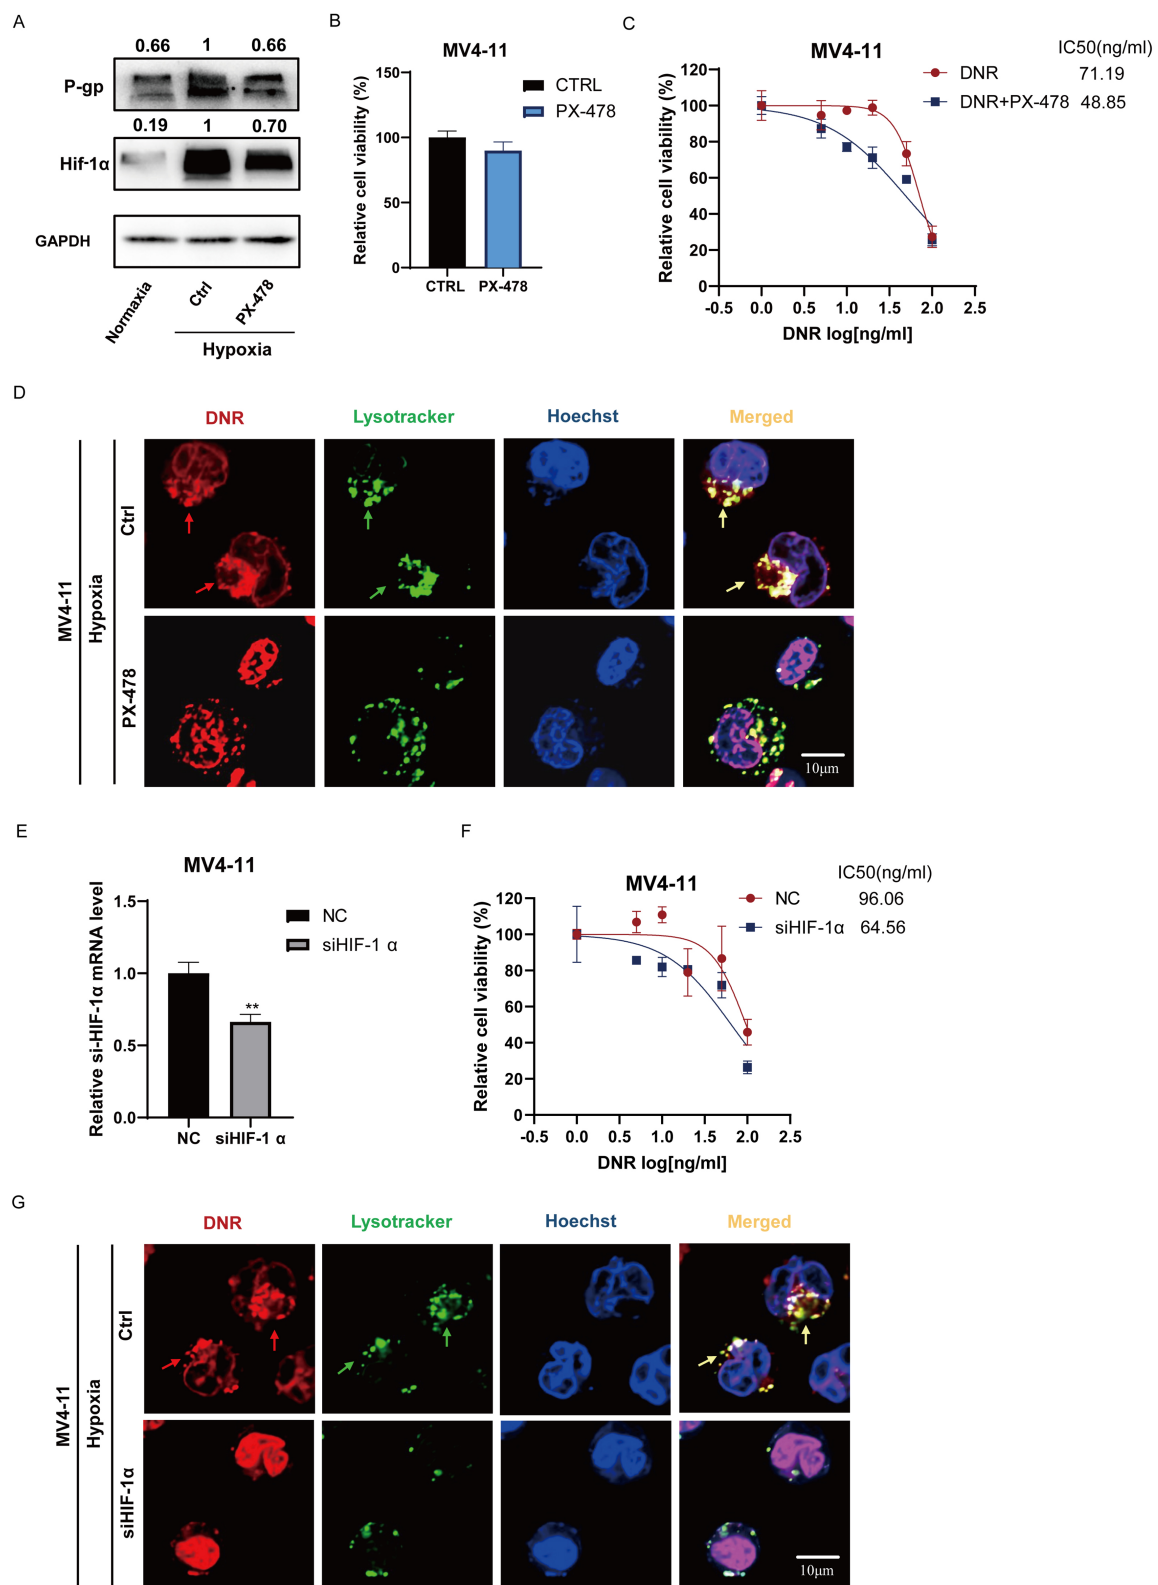 A
0.66 1 0.66
P-gp
0.19 1 0.70
Hif-1α
GAPDH
Normaxia
Ctrl
PX-478
Hypoxia
B
MV4-11
Relative cell viability (%)
150
100
50
0
CTRL
PX-478
CTRL PX-478
C
MV4-11
IC50(ng/ml)
DNR 71.19
DNR+PX-478 48.85
Relative cell viability (%)
120
100
80
60
40
20
0
-0.5 0.0 0.5 1.0 1.5 2.0 2.5
DNR log[ng/ml]
D
DNR Lysotracker Hoechst Merged
MV4-11
Hypoxia
Ctrl
PX-478
10μm
E
MV4-11
Relative si-HIF-1α mRNA level
1.5
1.0
0.5
0.0
**
NC
siHIF-1 α
NC siHIF-1 α
F
MV4-11
IC50(ng/ml)
NC 96.06
siHIF-1α 64.56
Relative cell viability (%)
120
100
80
60
40
20
0
-0.5 0.0 0.5 1.0 1.5 2.0 2.5
DNR log[ng/ml]
G
DNR Lysotracker Hoechst Merged
MV4-11
Hypoxia
Ctrl
siHIF-1α
10μm